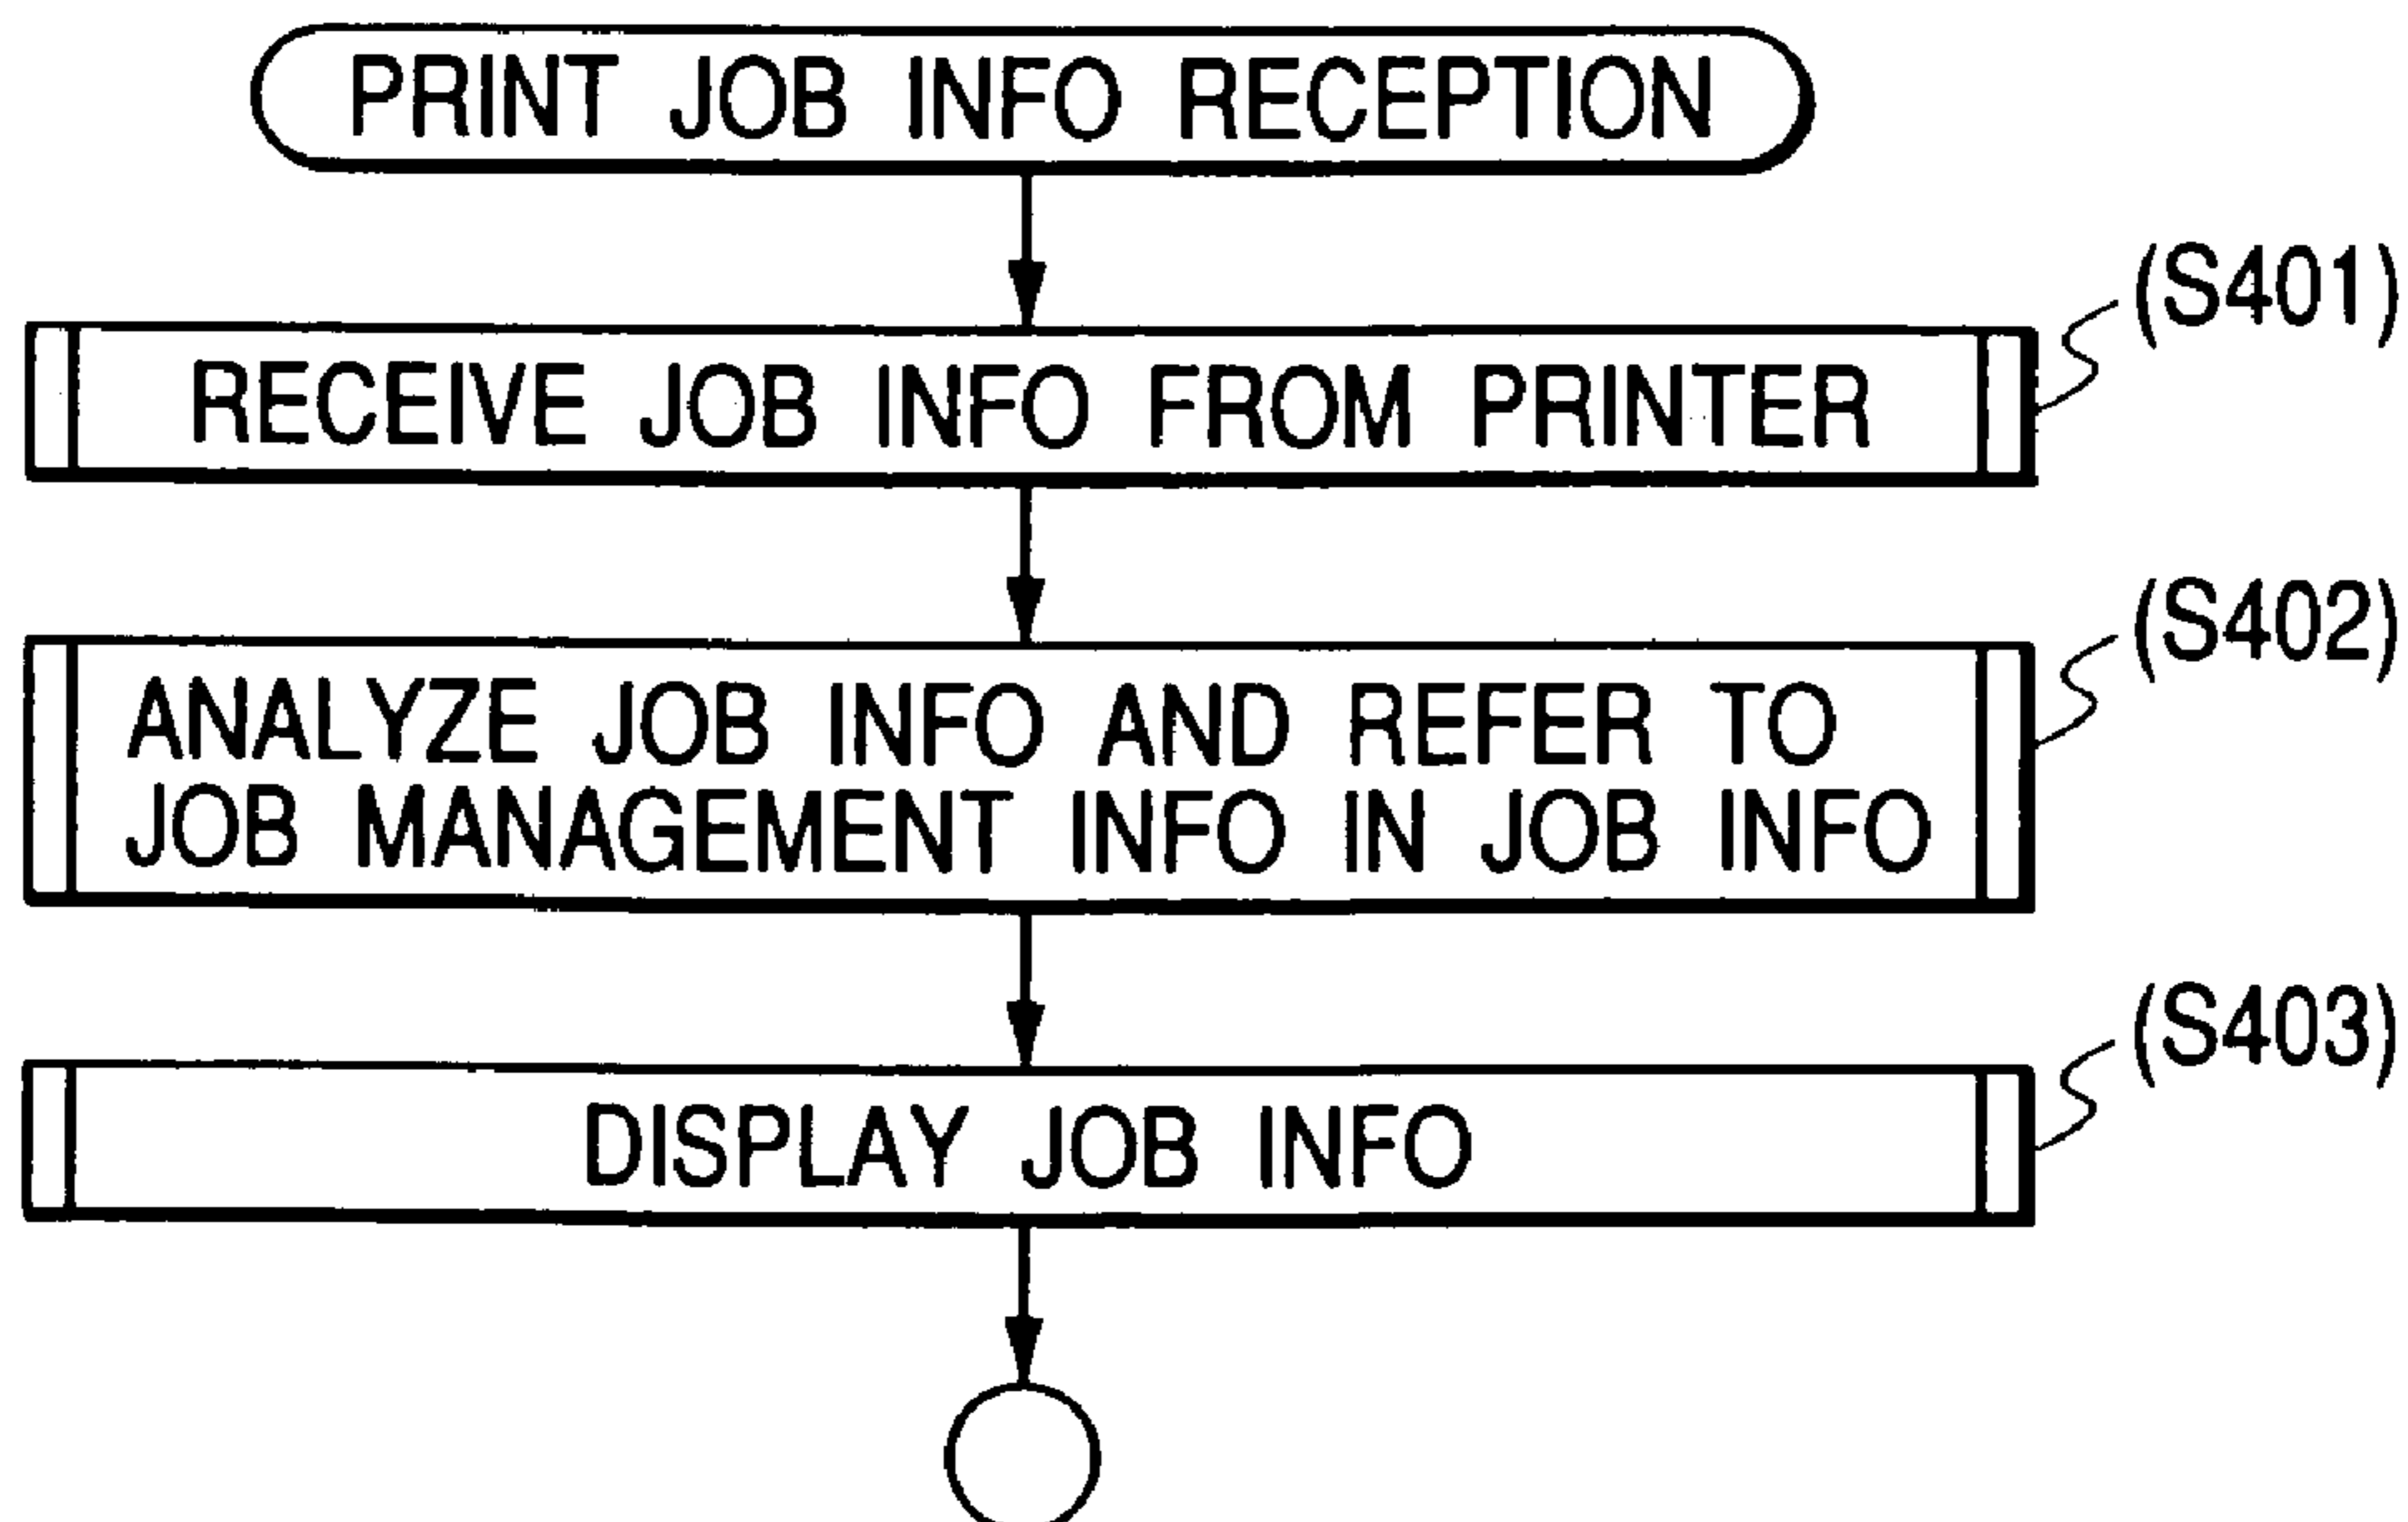 PRINT JOB INFO RECEPTION
(S401)
RECEIVE JOB INFO FROM PRINTER
(S402)
ANALYZE JOB INFO AND REFER TO
JOB MANAGEMENT INFO IN JOB INFO
(S403)
DISPLAY JOB INFO